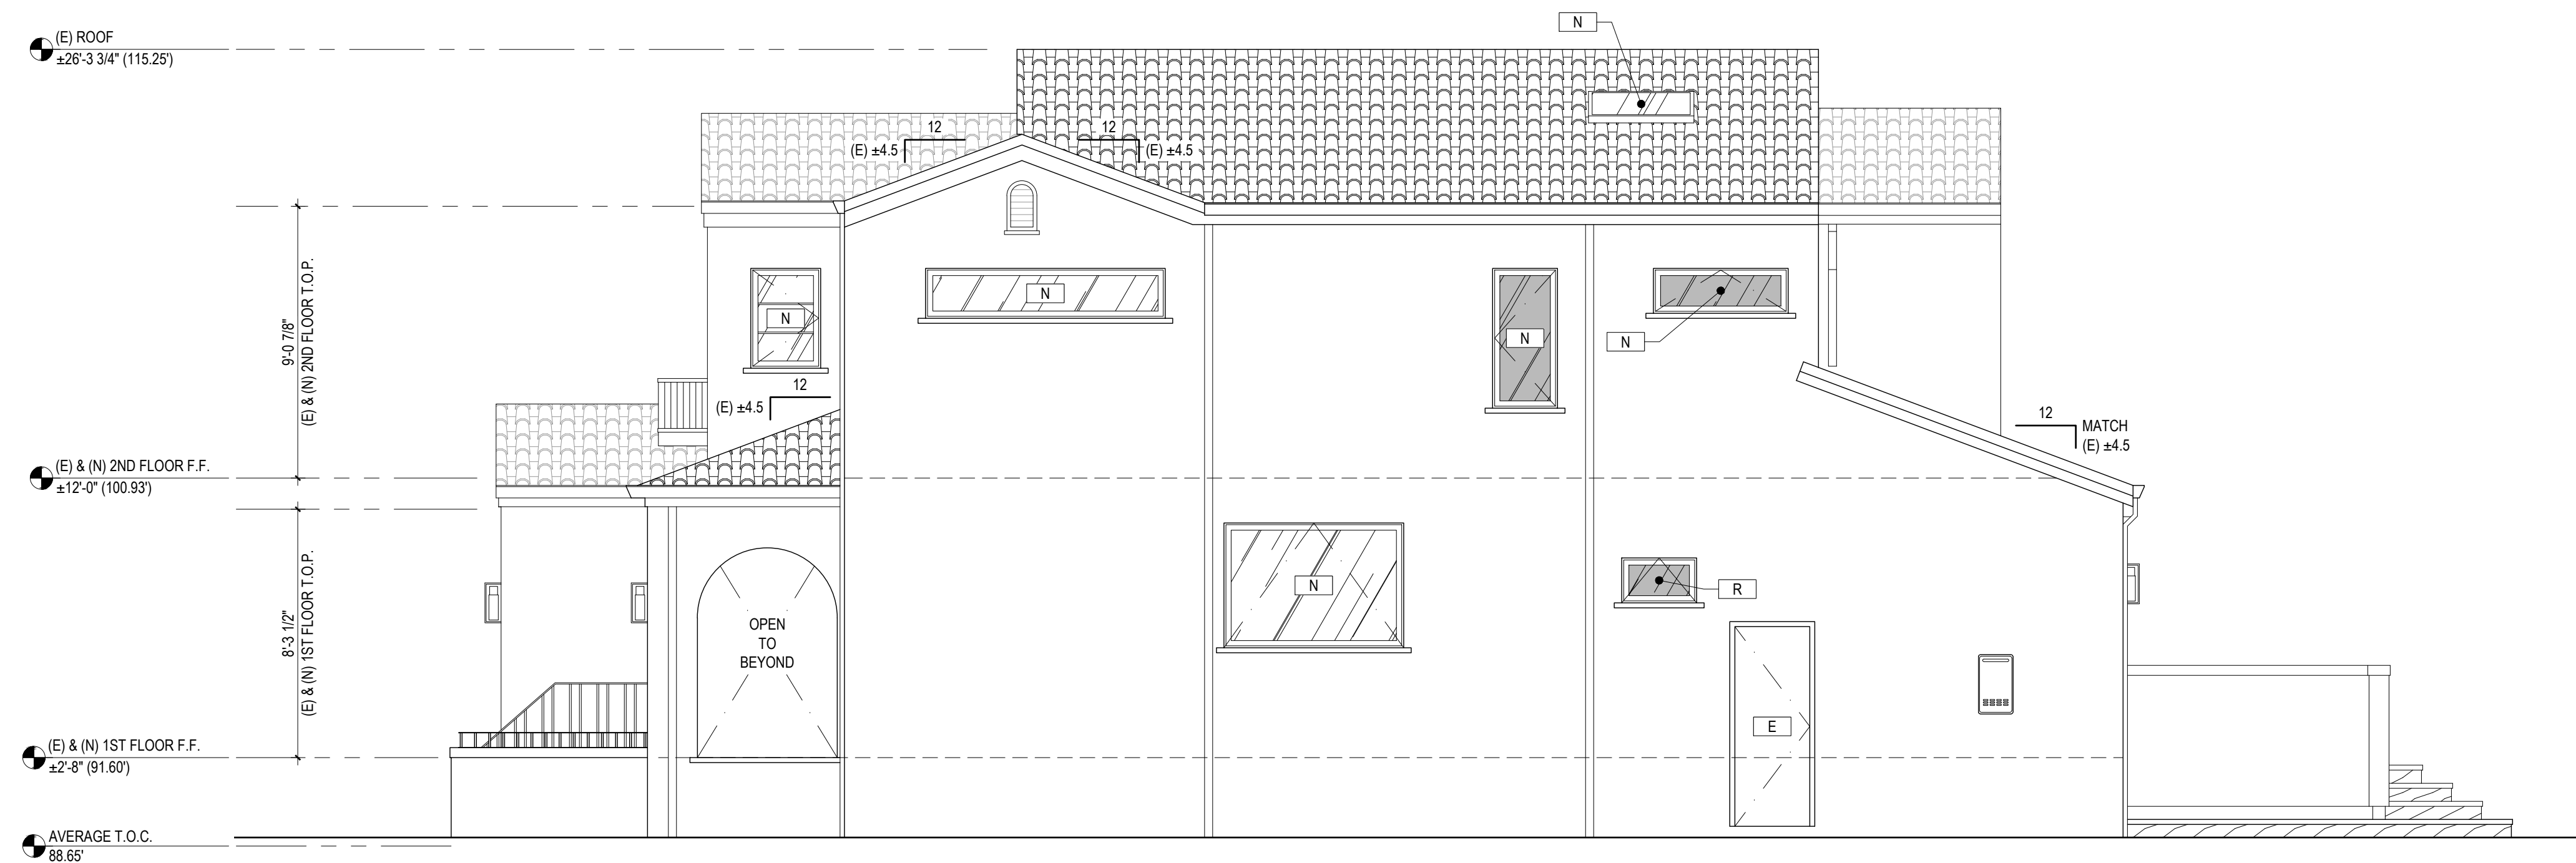 N
(E) ROOF
±26'-3 3/4" (115.25')
12
(E) ±4.5
12
(E) ±4.5
9'-0 7/8"
(E) & (N) 2ND FLOOR T.O.P.
N
N
N
N
12
(E) ±4.5
12
MATCH
(E) ±4.5
(E) & (N) 2ND FLOOR F.F.
±12'-0" (100.93')
8'-3 1/2"
(E) & (N) 1ST FLOOR T.O.P.
N
R
OPEN
TO
BEYOND
E
(E) & (N) 1ST FLOOR F.F.
±2'-8" (91.60')
AVERAGE T.O.C.
88.65'